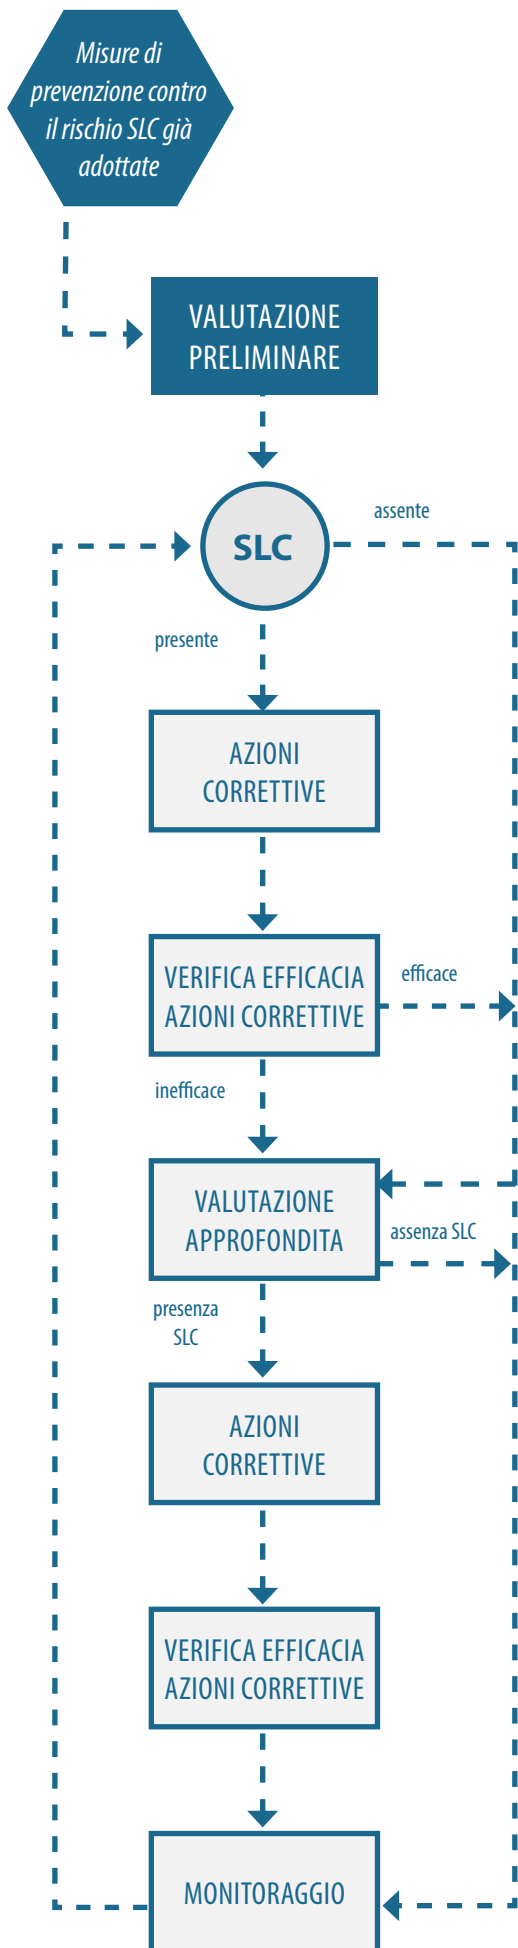 Misure di
prevenzione contro
il rischio SLC già
adottate
VALUTAZIONE
PRELIMINARE
SLC
assente
presente
AZIONI
CORRETTIVE
VERIFICA EFFICACIA
AZIONI CORRETTIVE
efficace
inefficace
VALUTAZIONE
APPROFONDITA
assenza SLC
presenza
SLC
AZIONI
CORRETTIVE
VERIFICA EFFICACIA
AZIONI CORRETTIVE
MONITORAGGIO